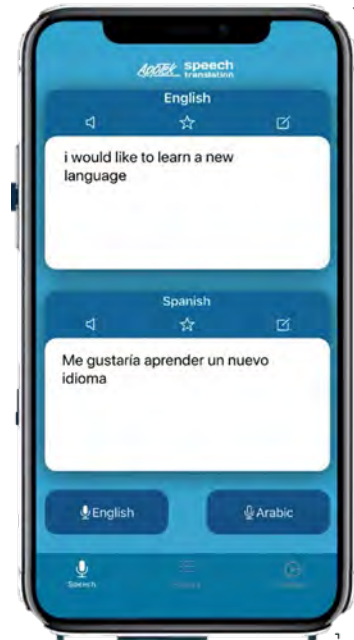 APPTEK speech
translation
English
i would like to learn a new
language
Spanish
Me gustaría aprender un nuevo
idioma
English
Arabic
Speech